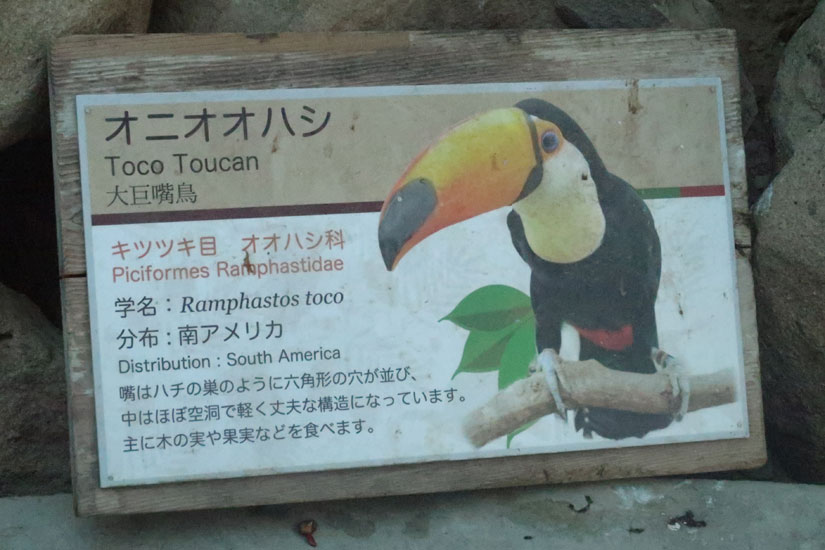 オニオオハシ
Toco Toucan
大巨嘴鳥
キツツキ目　オオハシ科
Piciformes Ramphastidae
学名：Ramphastos toco
分布：南アメリカ
Distribution : South America
嘴はハチの巣のように六角形の穴が並び、
中はほぼ空洞で軽く丈夫な構造になっています。
主に木の実や果実などを食べます。